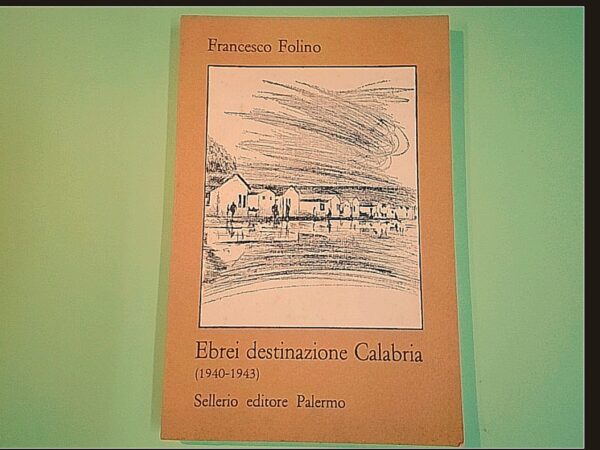 Francesco Folino
Ebrei destinazione Calabria
(1940-1943)
Sellerio editore Palermo